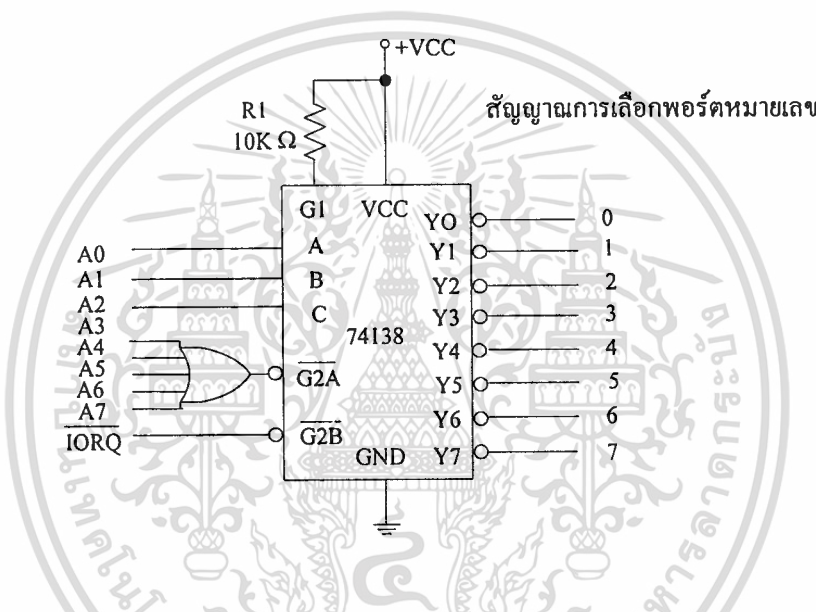 +VCC
สัญญาณการเลือกพอร์ตหมายเลข
R1
10K Ω
G1 VCC
A0 A YO 0
A1 B Y1 1
A2 C Y2 2
A3 Y3 3
A4 74138 Y4 4
A5 G2A Y5 5
A6 Y6 6
A7
IORQ G2B
GND Y7 7